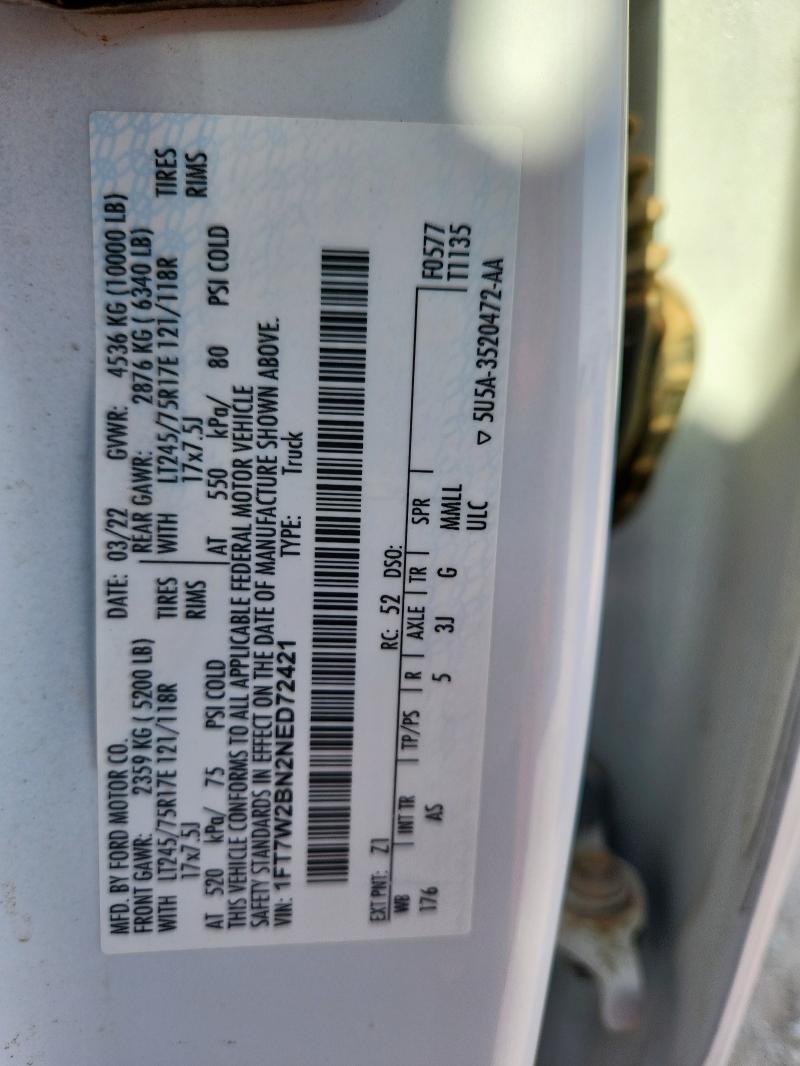 MFD. BY FORD MOTOR CO. DATE: 03/22 GVWR: 4536 KG (10000 LB)
FRONT GAWR: 2359 KG ( 5200 LB) REAR GAWR: 2876 KG ( 6340 LB)
WITH LT245/75R17E 121/118R TIRES WITH LT245/75R17E 121/118R TIRES
17x7.5J RIMS 17x7.5J RIMS
AT 520 kPa/ 75 PSI COLD AT 550 kPa/ 80 PSI COLD
THIS VEHICLE CONFORMS TO ALL APPLICABLE FEDERAL MOTOR VEHICLE
SAFETY STANDARDS IN EFFECT ON THE DATE OF MANUFACTURE SHOWN ABOVE.
VIN: 1FT7W2BN2NED72421 TYPE: Truck
EXT PNT: Z1 RC: 52 DSO:
WB INT TR TP/PS R AXLE TR SPR F0577
176 AS 5 3J G MMLL T1135
ULC
▽ 5U5A-3520472-AA